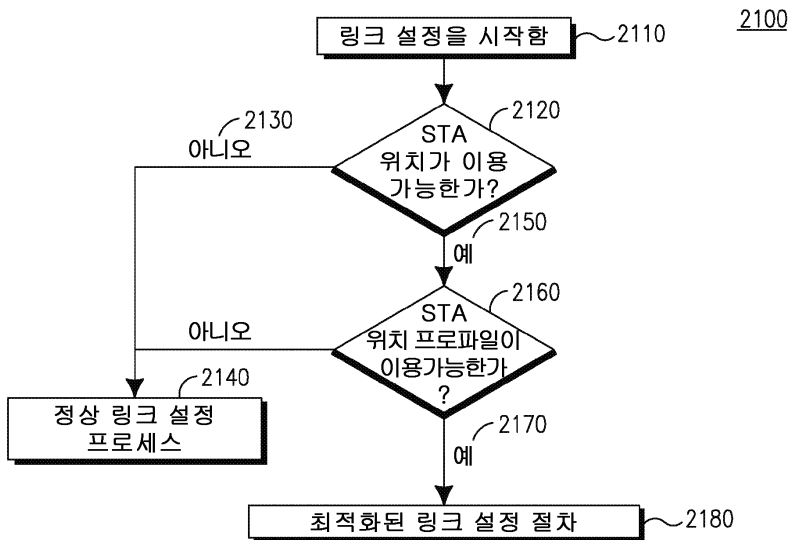 2100
링크 설정을 시작함
2110
2120
STA
위치가 이용
가능한가?
2130
아니오
2150
예
2160
STA
위치 프로파일이
이용가능한가
?
아니오
2140
정상 링크 설정
프로세스
2170
예
최적화된 링크 설정 절차
2180